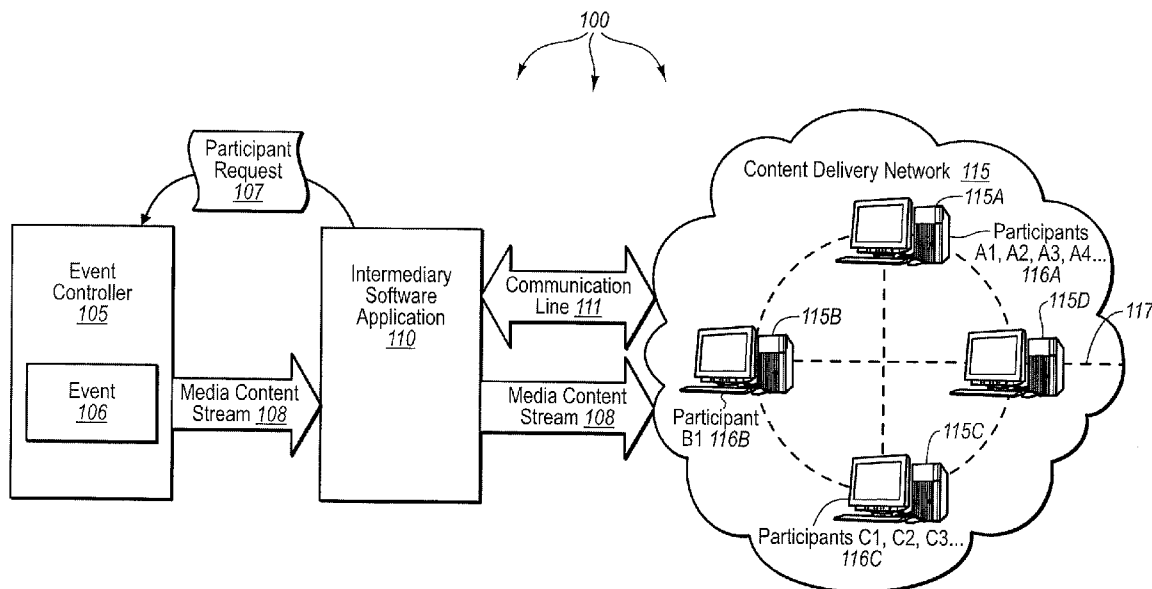 100
Participant
Request
107
Event
Controller
105
Event
106
Media Content
Stream 108
Intermediary
Software
Application
110
Communication
Line 111
Media Content
Stream 108
Content Delivery Network 115
115A
Participants
A1, A2, A3, A4...
116A
115B
Participant
B1 116B
115D
117
115C
Participants C1, C2, C3...
116C